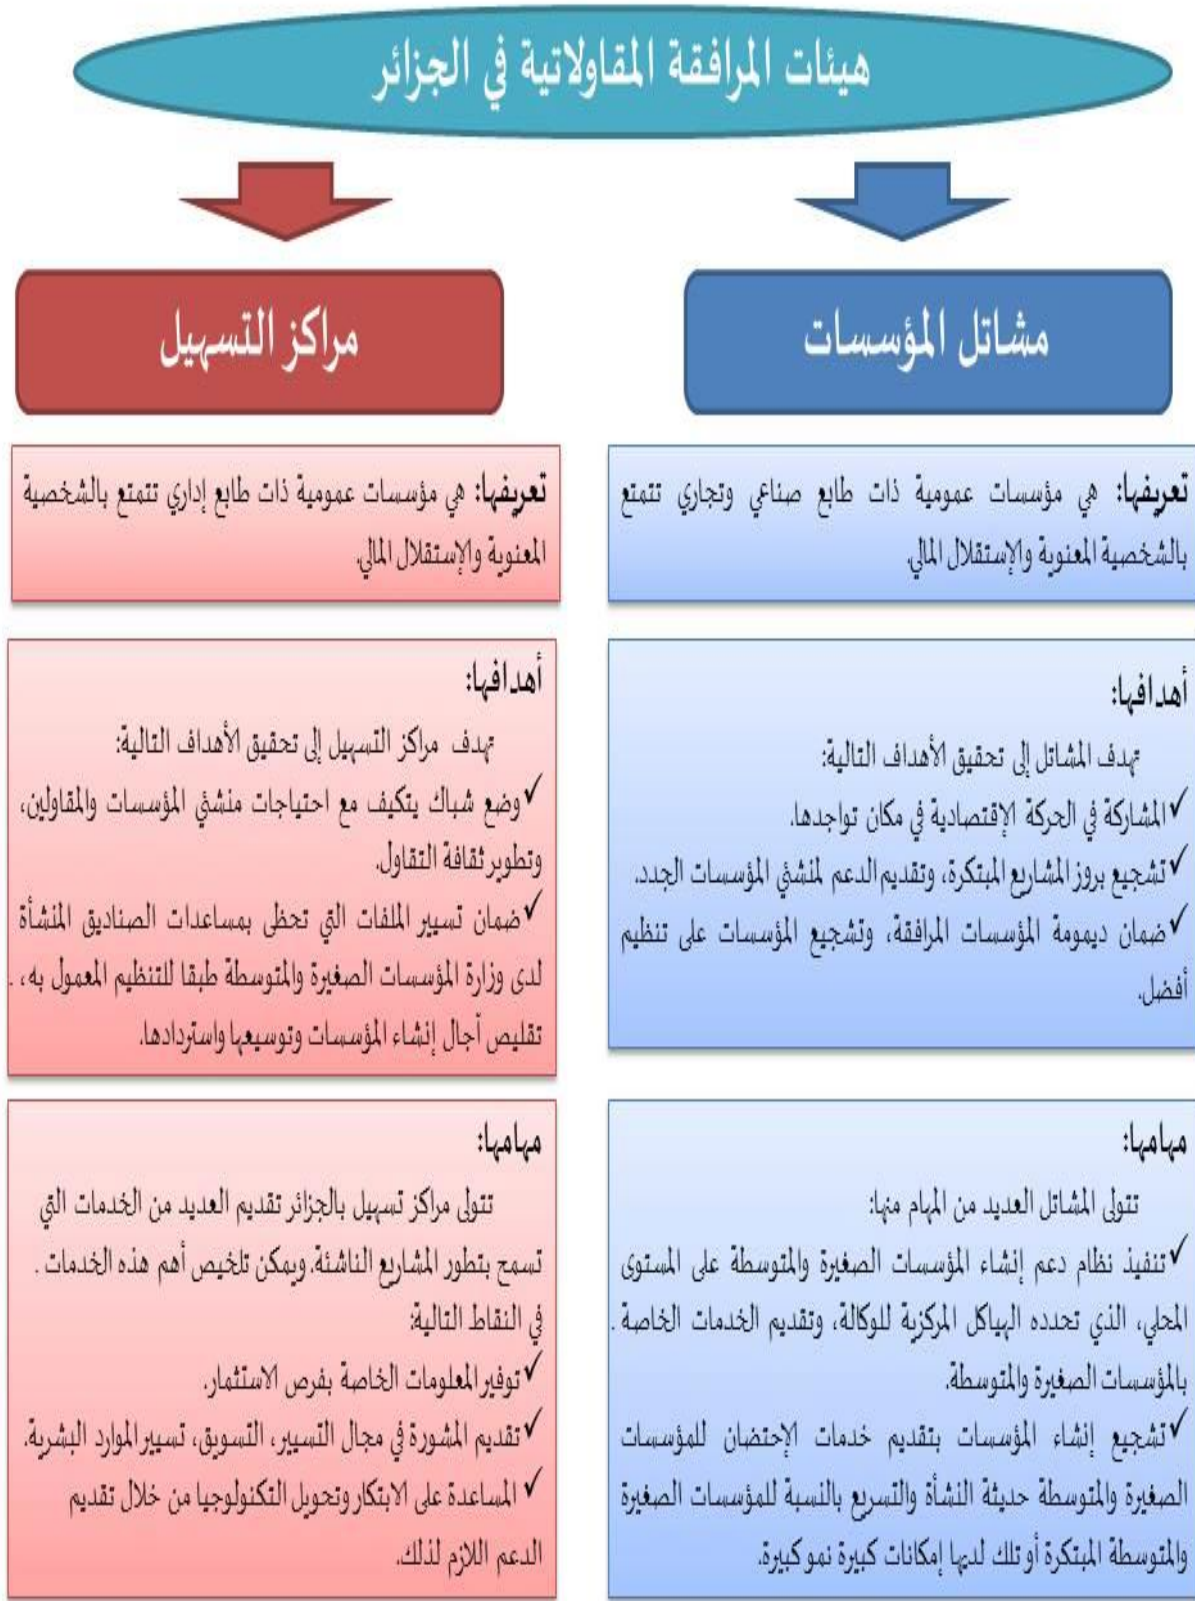 هيئات المرافقة المقاولاتية في الجزائر
مشاتل المؤسسات
تعريفها: هي مؤسسات عمومية ذات طابع صناعي وتجاري تتمتع
بالشخصية المعنوية والإستقلال المالي.
أهدافها:
تهدف المشاتل إلى تحقيق الأهداف التالية:
✓المشاركة في الحركة الإقتصادية في مكان تواجدها.
✓تشجيع بروز المشاريع المبتكرة، وتقديم الدعم لمنشئي المؤسسات الجدد.
✓ضمان ديمومة المؤسسات المرافقة، وتشجيع المؤسسات على تنظيم
أفضل.
مهامها:
تتولى المشاتل العديد من المهام منها:
✓تنفيذ نظام دعم إنشاء المؤسسات الصغيرة والمتوسطة على المستوى
المحلي، الذي تحدده الهياكل المركزية للوكالة، وتقديم الخدمات الخاصة .
بالمؤسسات الصغيرة والمتوسطة.
✓تشجيع إنشاء المؤسسات بتقديم خدمات الإحتضان للمؤسسات
الصغيرة والمتوسطة حديثة النشأة والتسريع بالنسبة للمؤسسات الصغيرة
والمتوسطة المبتكرة أو تلك لديها إمكانات كبيرة نمو كبيرة.
مراكز التسهيل
تعريفها: هي مؤسسات عمومية ذات طابع إداري تتمتع بالشخصية
المعنوية والإستقلال المالي.
أهدافها:
تهدف مراكز التسهيل إلى تحقيق الأهداف التالية:
✓وضع شباك يتكيف مع احتياجات منشئي المؤسسات والمقاولين،
وتطوير ثقافة التقاول.
✓ضمان تسيير الملفات التي تحظى بمساعدات الصناديق المنشأة
لدى وزارة المؤسسات الصغيرة والمتوسطة طبقا للتنظيم المعمول به، .
تقليص آجال إنشاء المؤسسات وتوسيعها واستردادها.
مهامها:
تتولى مراكز تسهيل بالجزائر تقديم العديد من الخدمات التي
تسمح بتطور المشاريع الناشئة. ويمكن تلخيص أهم هذه الخدمات .
في النقاط التالية:
✓توفير المعلومات الخاصة بفرص الاستثمار.
✓تقديم المشورة في مجال التسيير، التسويق، تسيير الموارد البشرية.
✓ المساعدة على الابتكار وتحويل التكنولوجيا من خلال تقديم
الدعم اللازم لذلك.